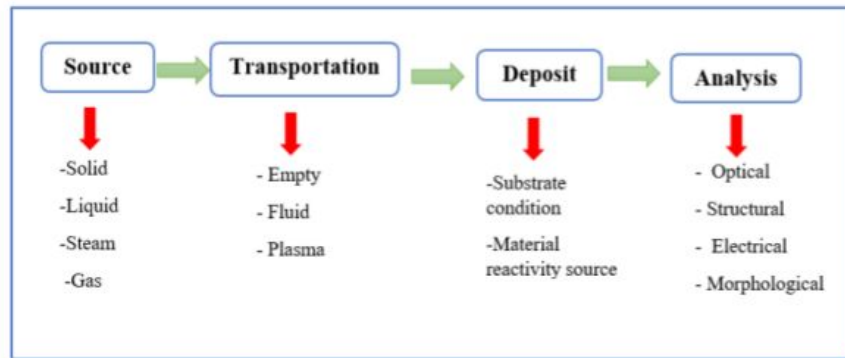 Source
Transportation
Deposit
Analysis
-Solid
-Liquid
-Steam
-Gas
- Empty
- Fluid
- Plasma
-Substrate
condition
-Material
reactivity source
- Optical
- Structural
- Electrical
- Morphological